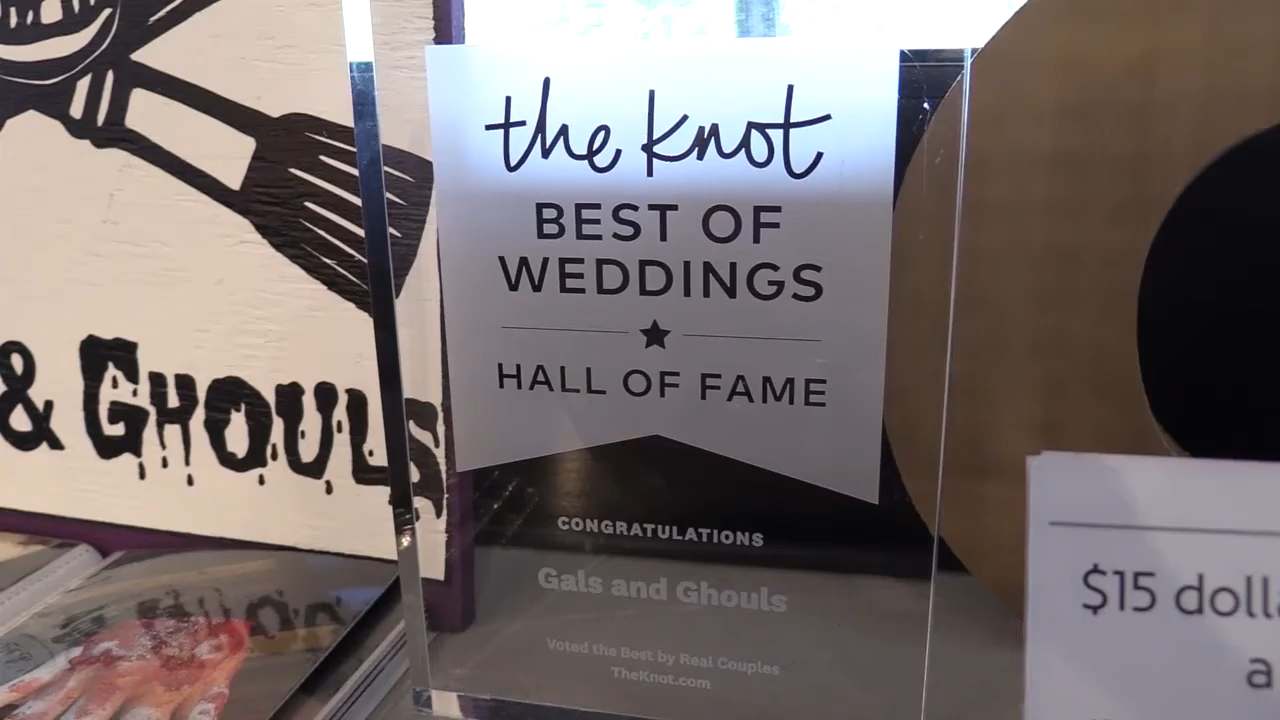 & GHOULS
the knot
BEST OF
WEDDINGS
HALL OF FAME
CONGRATULATIONS
Gals and Ghouls
Voted the Best by Real Couples
TheKnot.com
$15
a